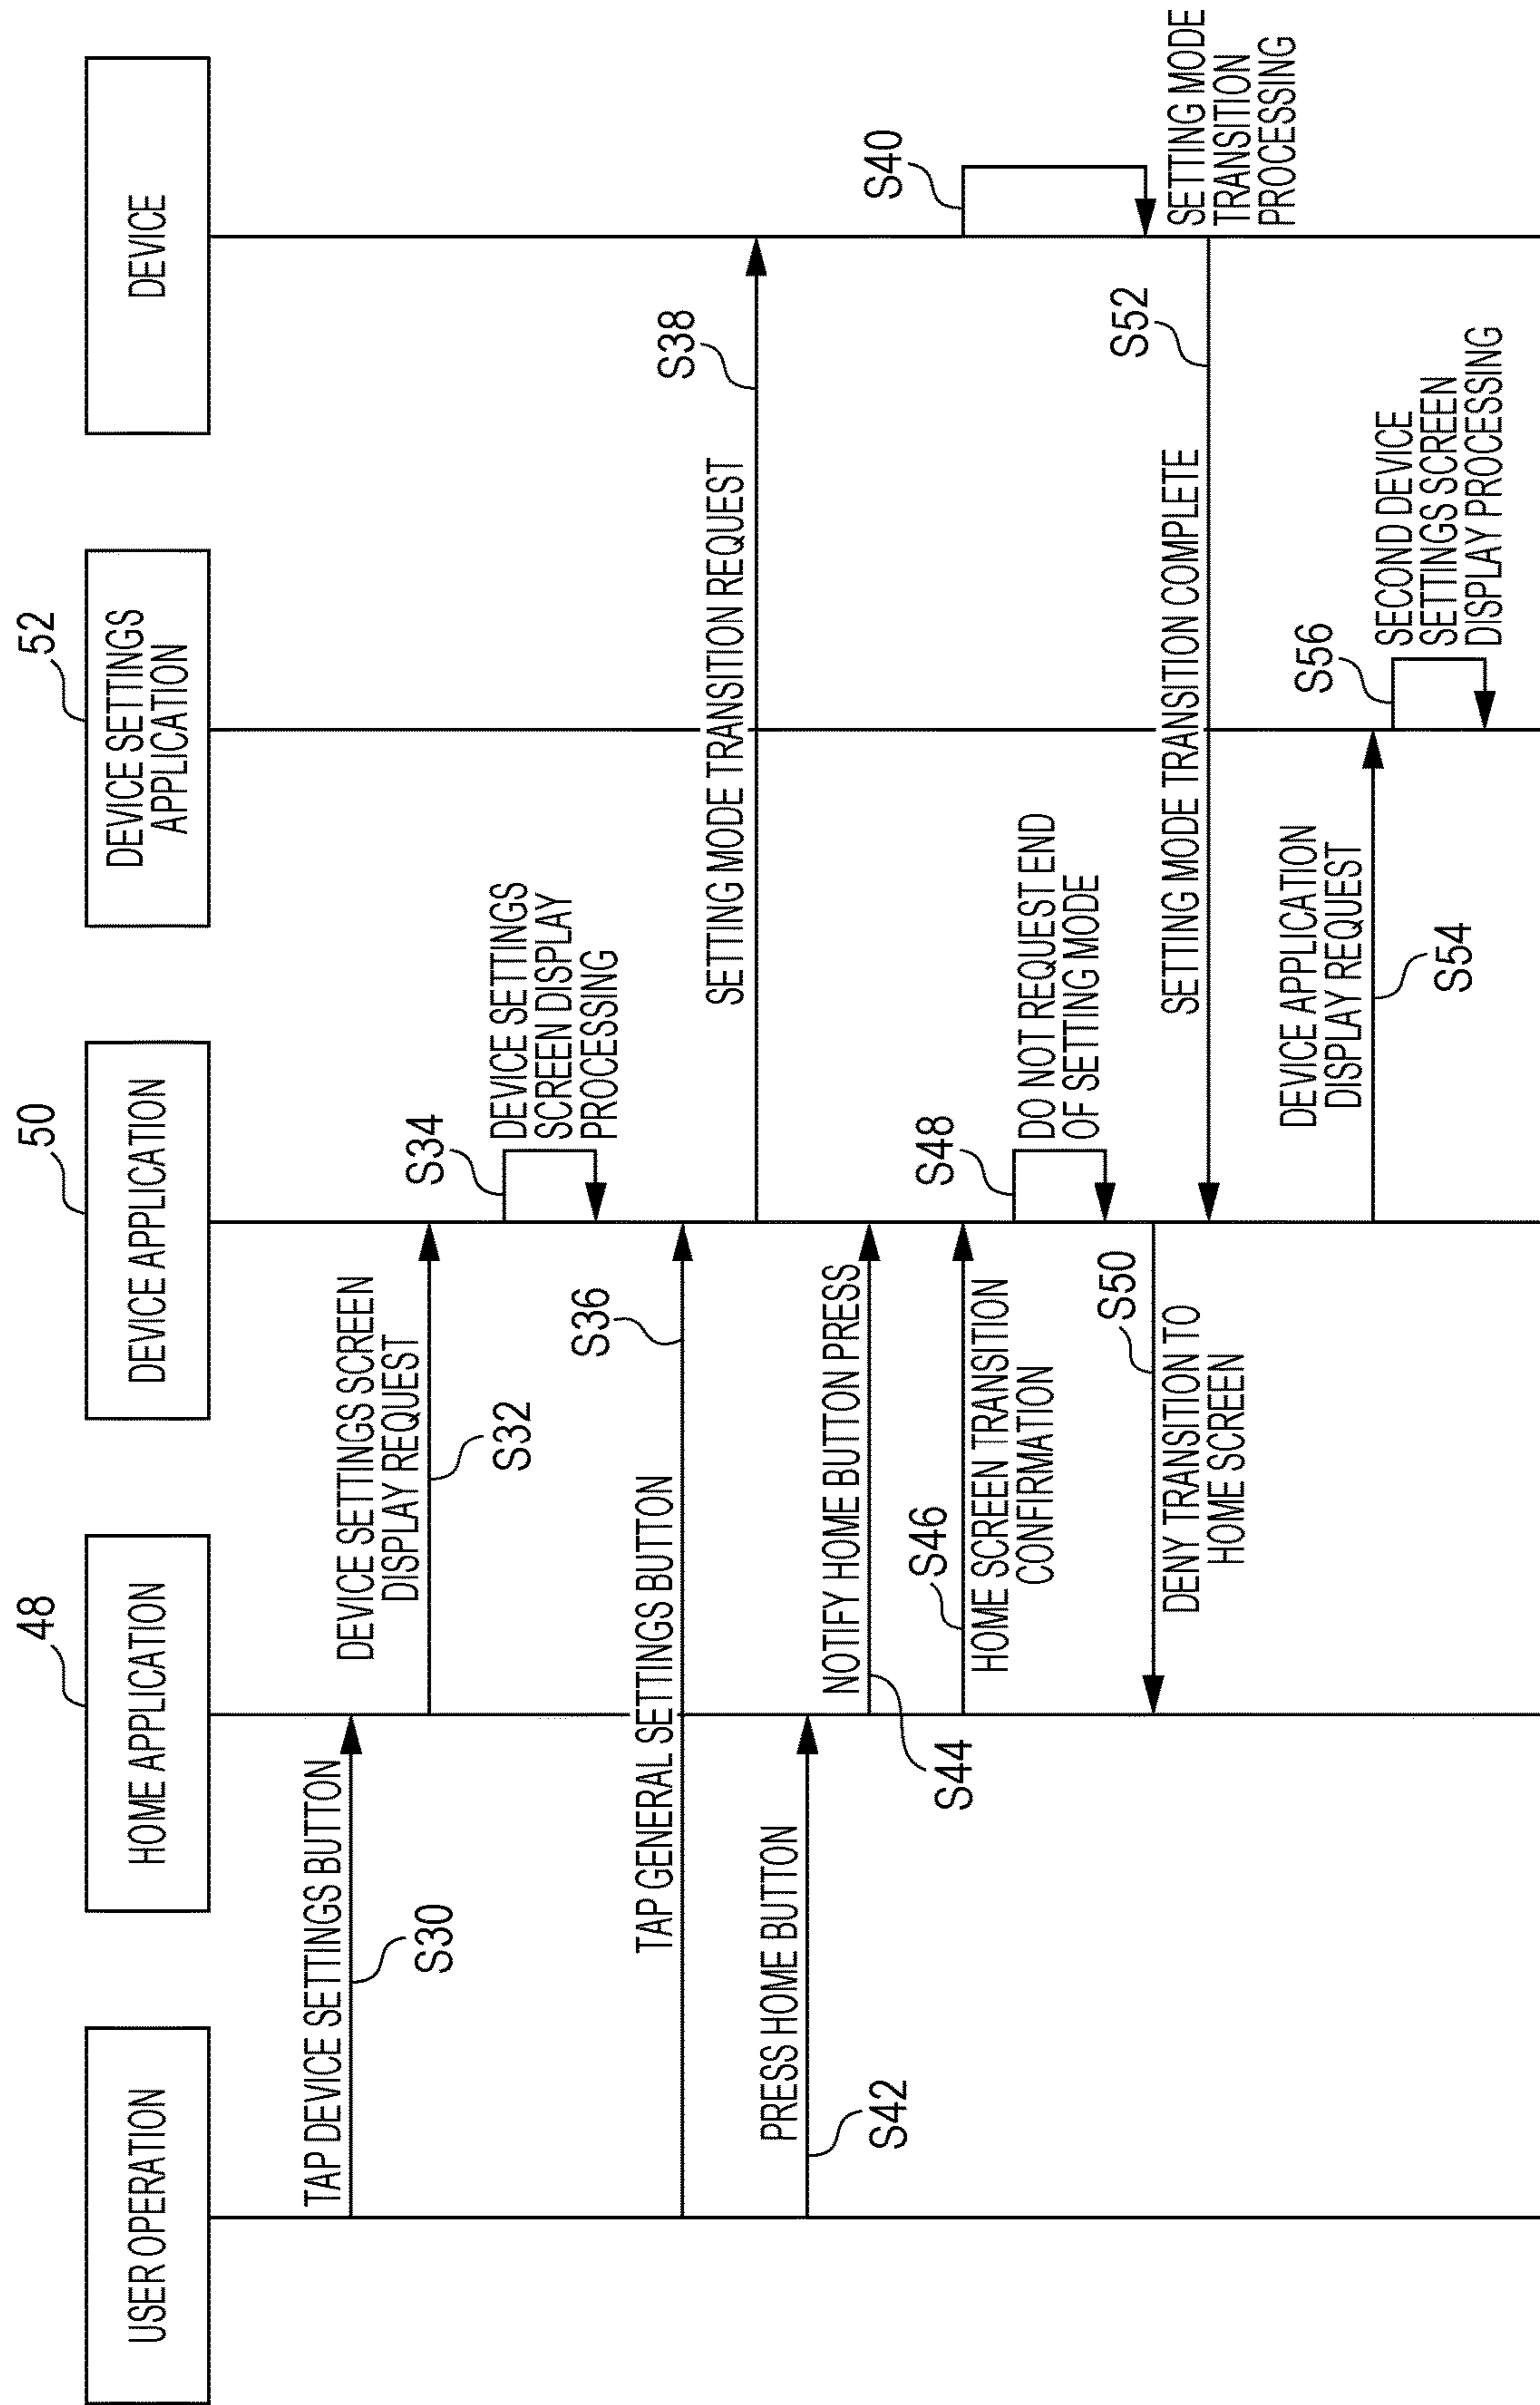 USER OPERATION
48
HOME APPLICATION
50
DEVICE APPLICATION
52
DEVICE SETTINGS
APPLICATION
DEVICE
TAP DEVICE SETTINGS BUTTON
S30
DEVICE SETTINGS SCREEN
DISPLAY REQUEST
S32
S34
DEVICE SETTINGS
SCREEN DISPLAY
PROCESSING
TAP GENERAL SETTINGS BUTTON
S36
SETTING MODE TRANSITION REQUEST
S38
PRESS HOME BUTTON
S42
NOTIFY HOME BUTTON PRESS
S44
S40
SETTING MODE
TRANSITION
PROCESSING
S46
HOME SCREEN TRANSITION
CONFIRMATION
S48
DO NOT REQUEST END
OF SETTING MODE
S50
DENY TRANSITION TO
HOME SCREEN
SETTING MODE TRANSITION COMPLETE
S52
DEVICE APPLICATION
DISPLAY REQUEST
S54
S56
SECOND DEVICE
SETTINGS SCREEN
DISPLAY PROCESSING